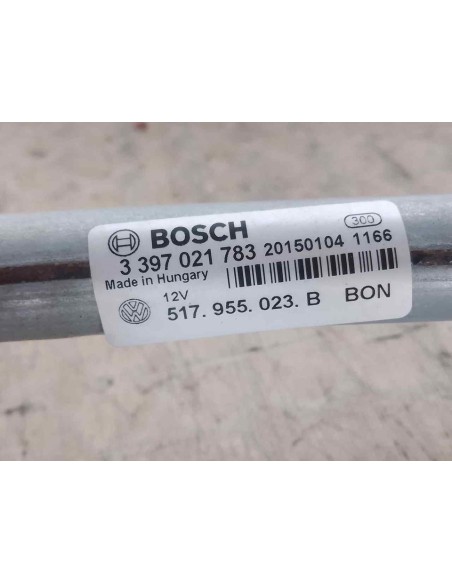 300
BOSCH
3 397 021 783 20150104 1166
Made in Hungary
12V
517. 955. 023. B BON